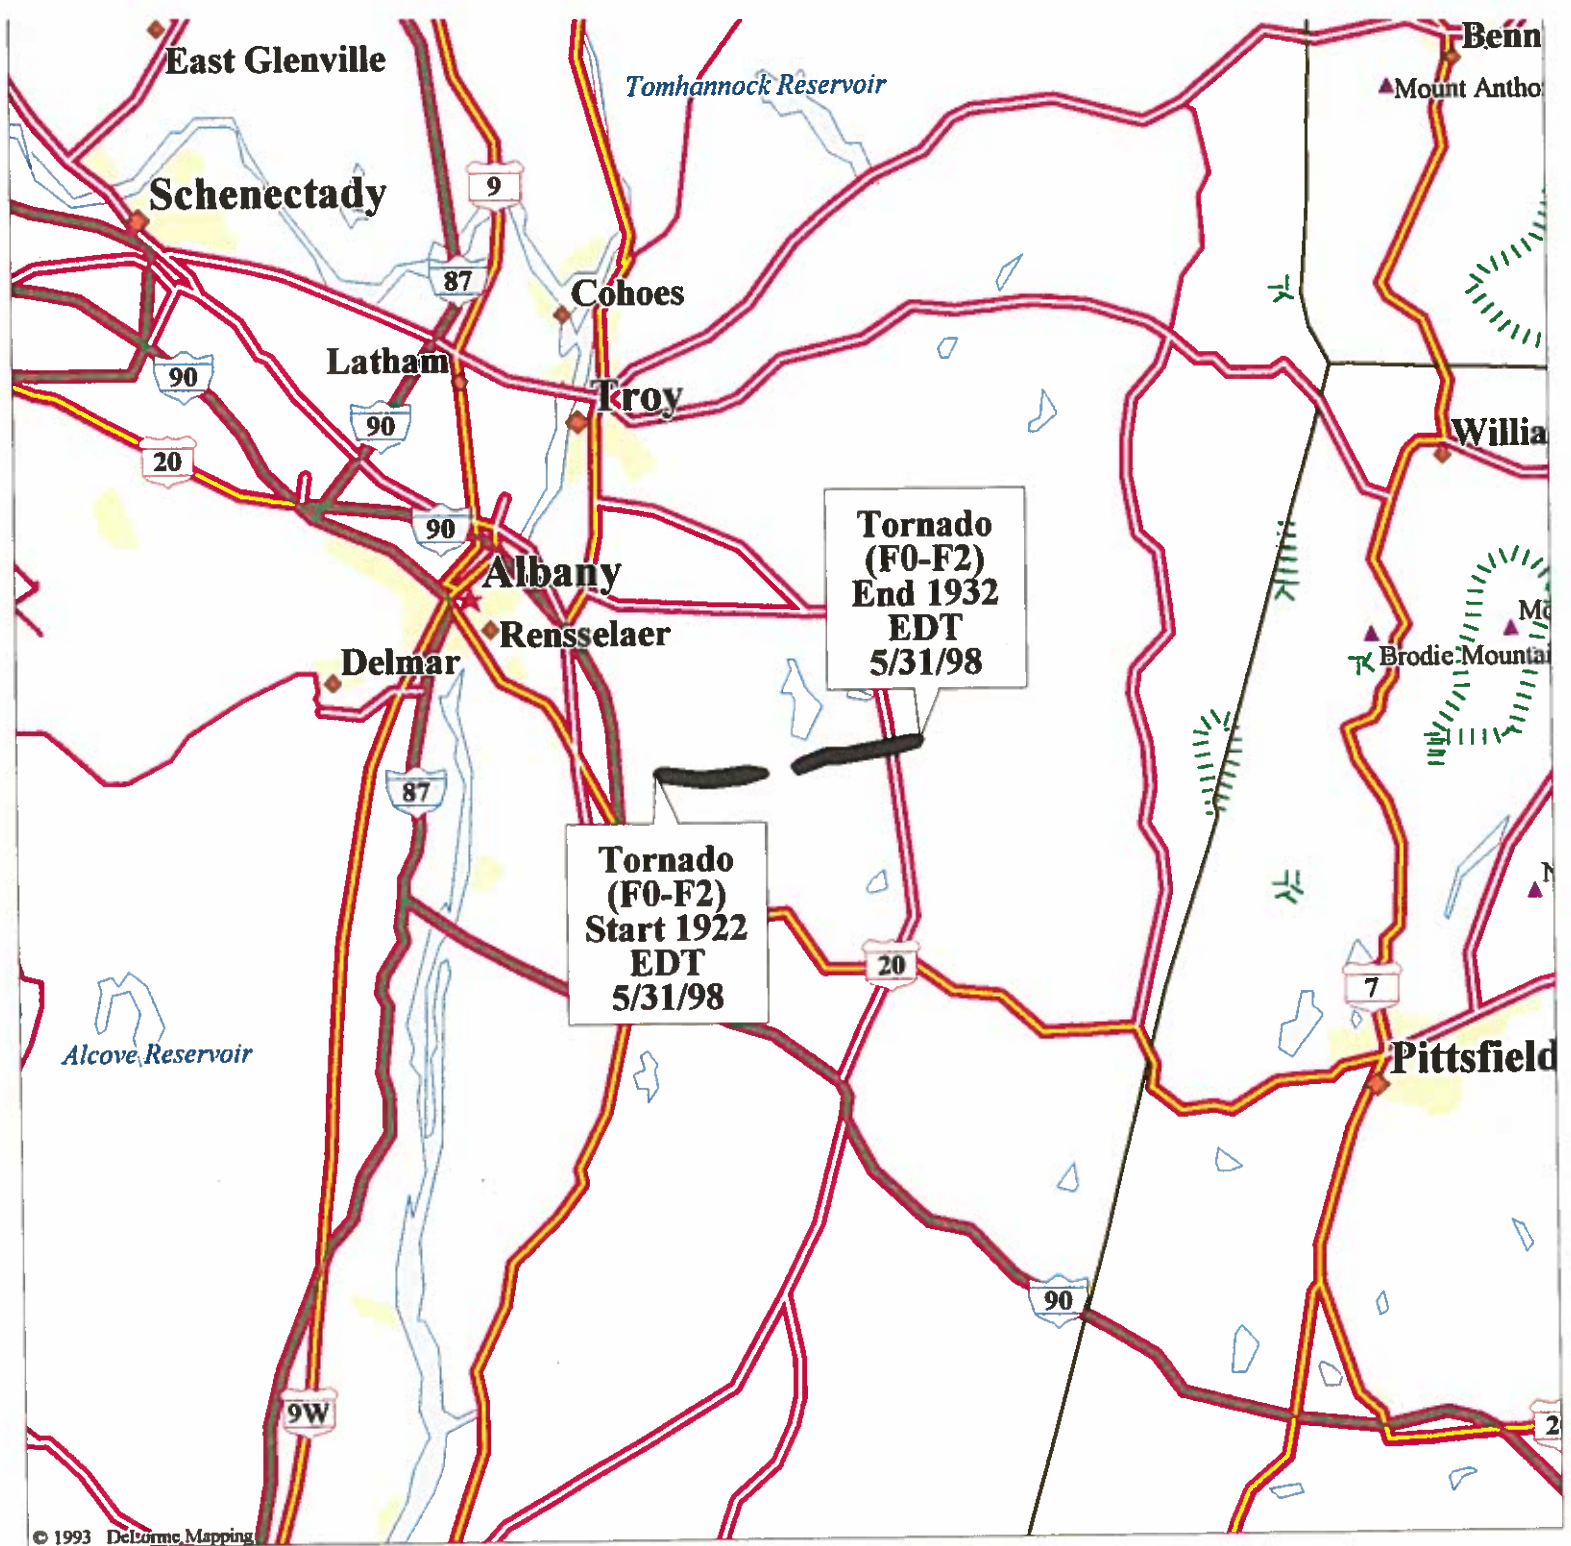 Benn
East Glenville
Tomhannock Reservoir
Mount Antho
Schenectady
9
87
Cohoes
Latham
90
Troy
90
20
Willia
90
Tornado
(F0-F2)
End 1932
EDT
5/31/98
Albany
Rensselaer
Delmar
Brodie Mountai
87
Tornado
(F0-F2)
Start 1922
EDT
5/31/98
20
7
Alcove Reservoir
Pittsfield
90
9W
2
© 1993 DeLorme Mapping